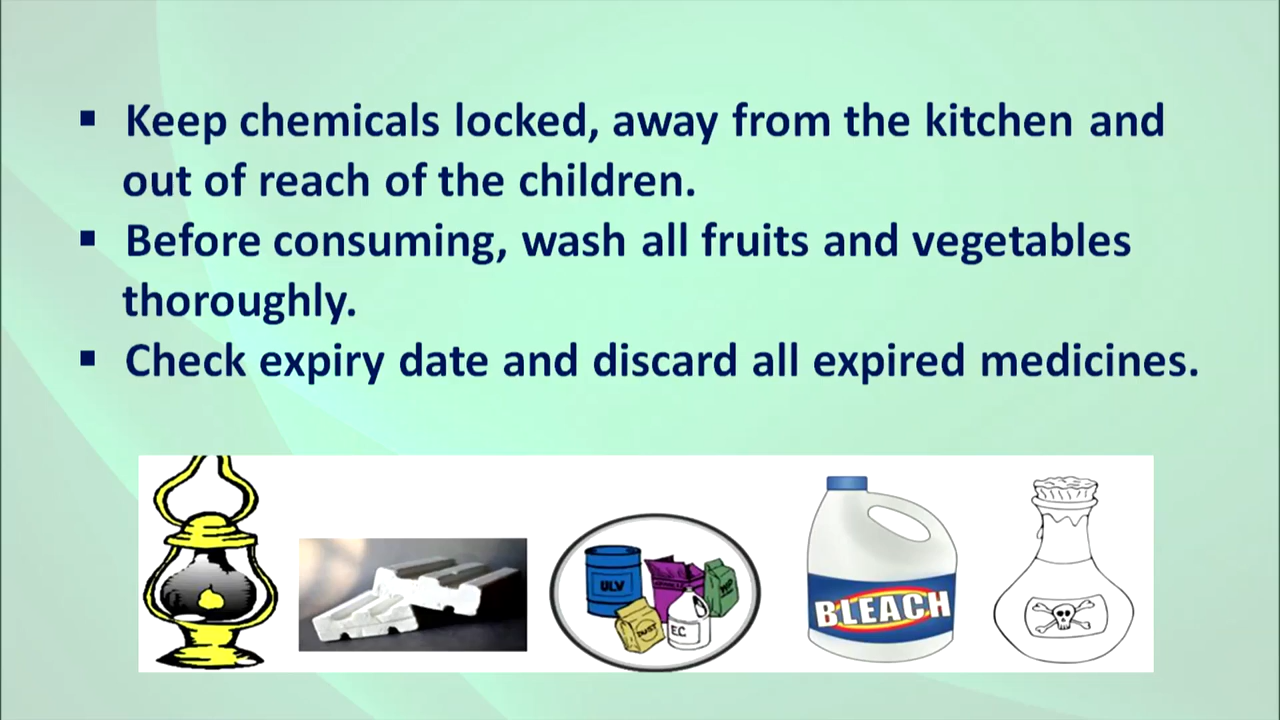 ▪ Keep chemicals locked, away from the kitchen and
out of reach of the children.
▪ Before consuming, wash all fruits and vegetables
thoroughly.
▪ Check expiry date and discard all expired medicines.
ULV
DUST
E.C.
BLEACH